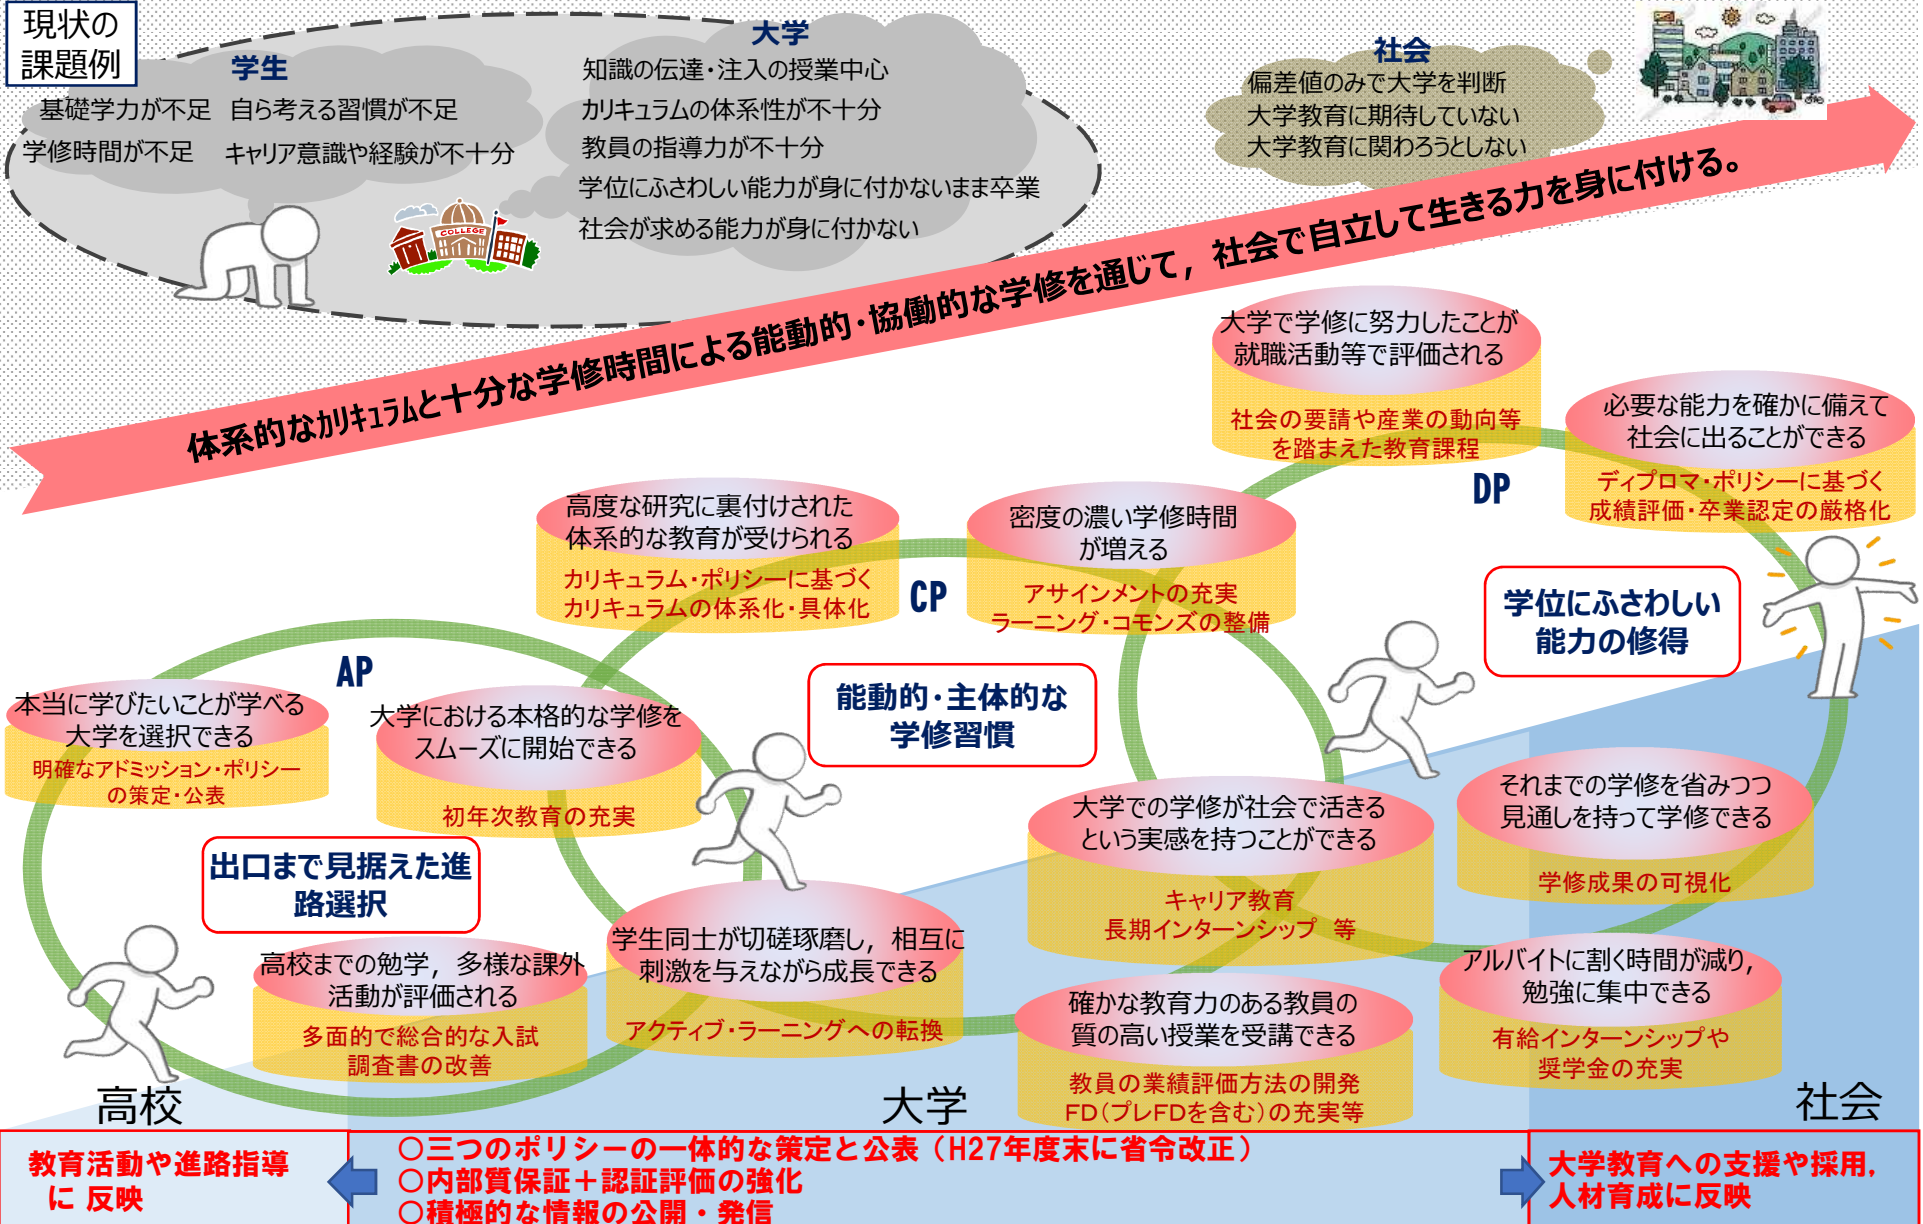 現状の
課題例
学生
基礎学力が不足 自ら考える習慣が不足
学修時間が不足 キャリア意識や経験が不十分
大学
知識の伝達・注入の授業中心
カリキュラムの体系性が不十分
教員の指導力が不十分
学位にふさわしい能力が身に付かないまま卒業
社会が求める能力が身に付かない
COLLEGE
社会
偏差値のみで大学を判断
大学教育に期待していない
大学教育に関わろうとしない
体系的なｶﾘｷｭﾗﾑと十分な学修時間による能動的・協働的な学修を通じて，社会で自立して生きる力を身に付ける。
大学で学修に努力したことが
就職活動等で評価される
社会の要請や産業の動向等
を踏まえた教育課程
必要な能力を確かに備えて
社会に出ることができる
ディプロマ・ポリシーに基づく
成績評価・卒業認定の厳格化
DP
高度な研究に裏付けされた
体系的な教育が受けられる
カリキュラム・ポリシーに基づく
カリキュラムの体系化・具体化
CP
密度の濃い学修時間
が増える
アサインメントの充実
ラーニング・コモンズの整備
学位にふさわしい
能力の修得
AP
本当に学びたいことが学べる
大学を選択できる
明確なアドミッション・ポリシー
の策定・公表
大学における本格的な学修を
スムーズに開始できる
初年次教育の充実
能動的・主体的な
学修習慣
大学での学修が社会で活きる
という実感を持つことができる
キャリア教育
長期インターンシップ 等
それまでの学修を省みつつ
見通しを持って学修できる
学修成果の可視化
出口まで見据えた進
路選択
高校までの勉学，多様な課外
活動が評価される
多面的で総合的な入試
調査書の改善
学生同士が切磋琢磨し，相互に
刺激を与えながら成長できる
アクティブ・ラーニングへの転換
確かな教育力のある教員の
質の高い授業を受講できる
教員の業績評価方法の開発
FD（プレFDを含む）の充実等
アルバイトに割く時間が減り，
勉強に集中できる
有給インターンシップや
奨学金の充実
高校
大学
社会
教育活動や進路指導
に 反映
○三つのポリシーの一体的な策定と公表（H27年度末に省令改正）
○内部質保証＋認証評価の強化
○積極的な情報の公開・発信
大学教育への支援や採用，
人材育成に反映